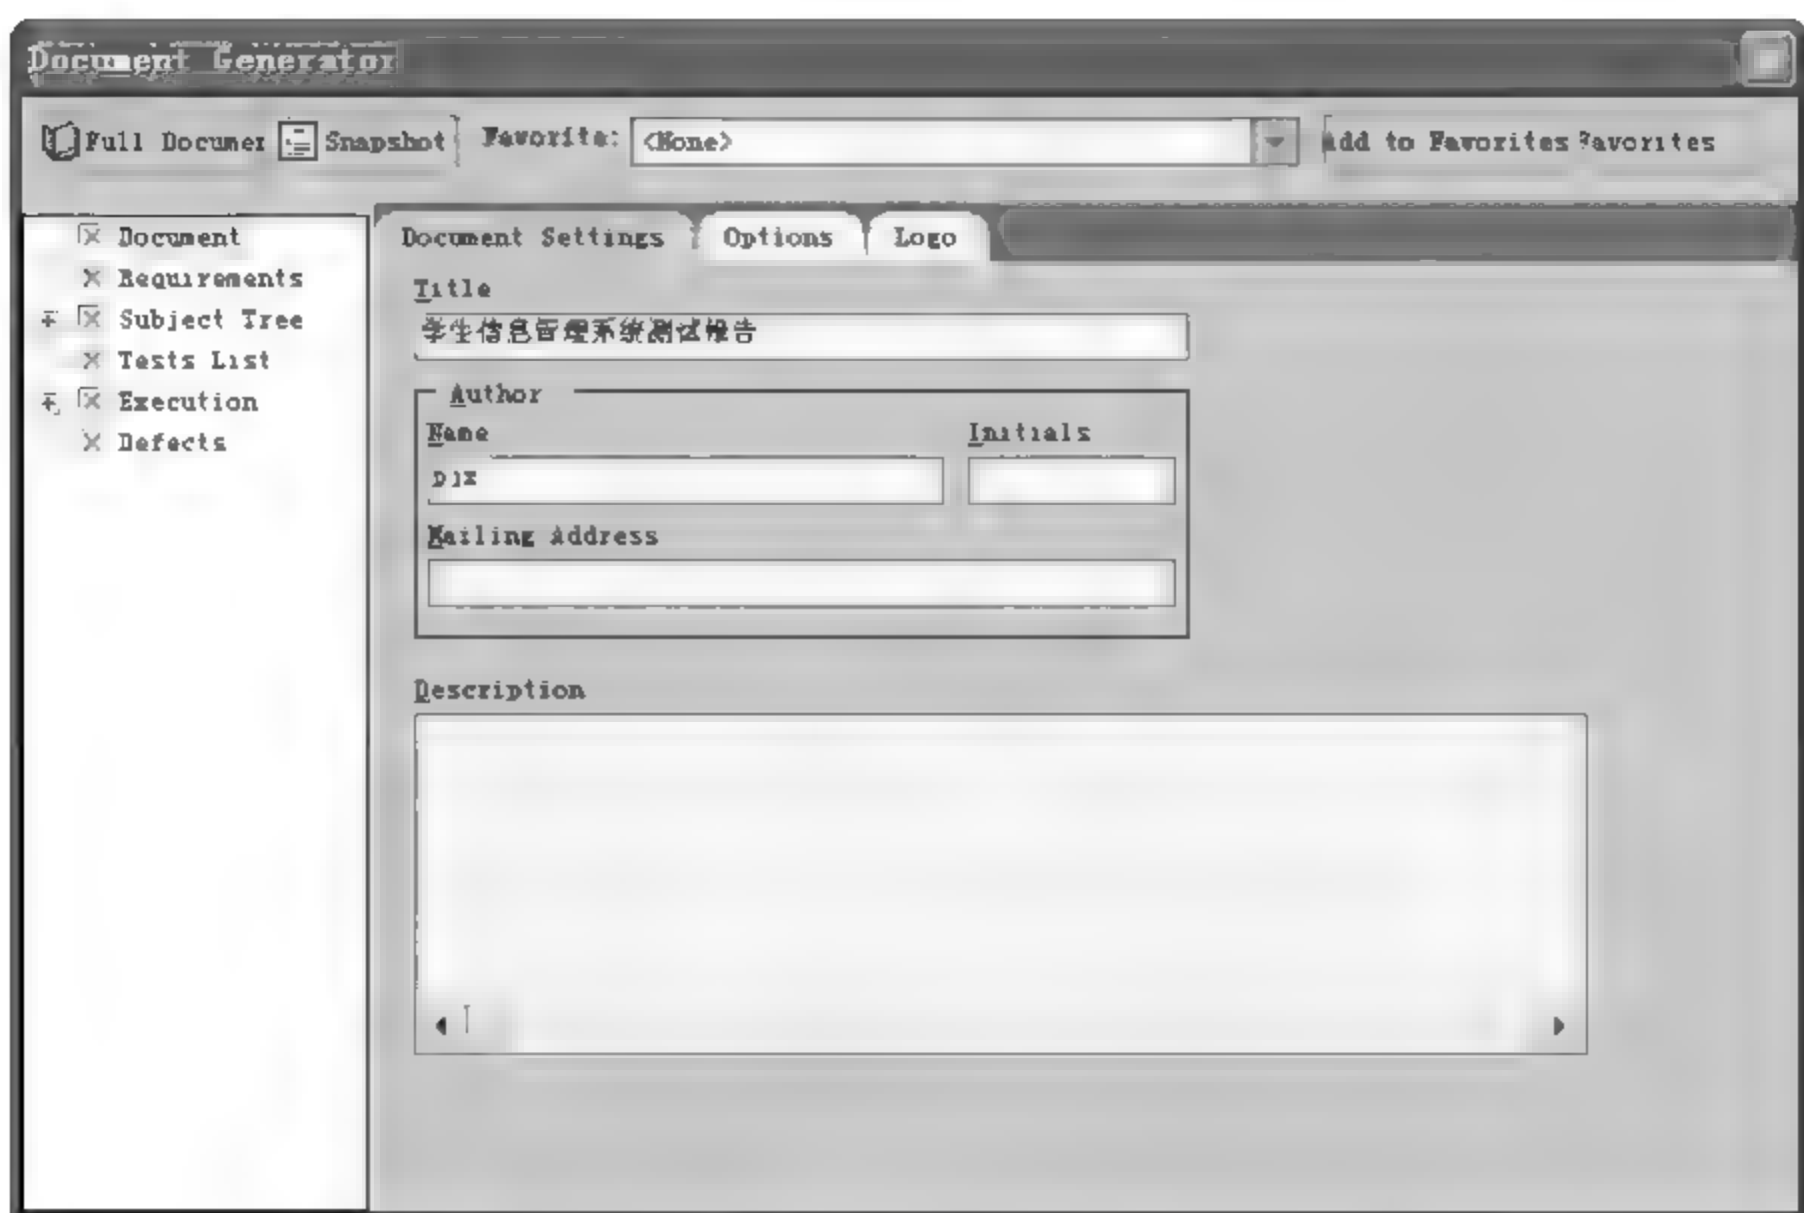 Document Generator
Full Documer Snapshot Favorite: <None> Add to Favorites Favorites
Document
Requirements
Subject Tree
Tests List
Execution
Defects
Document Settings Options Logo
Title
学生信息管理系统测试报告
Author
Name Initials
Mailing Address
Description